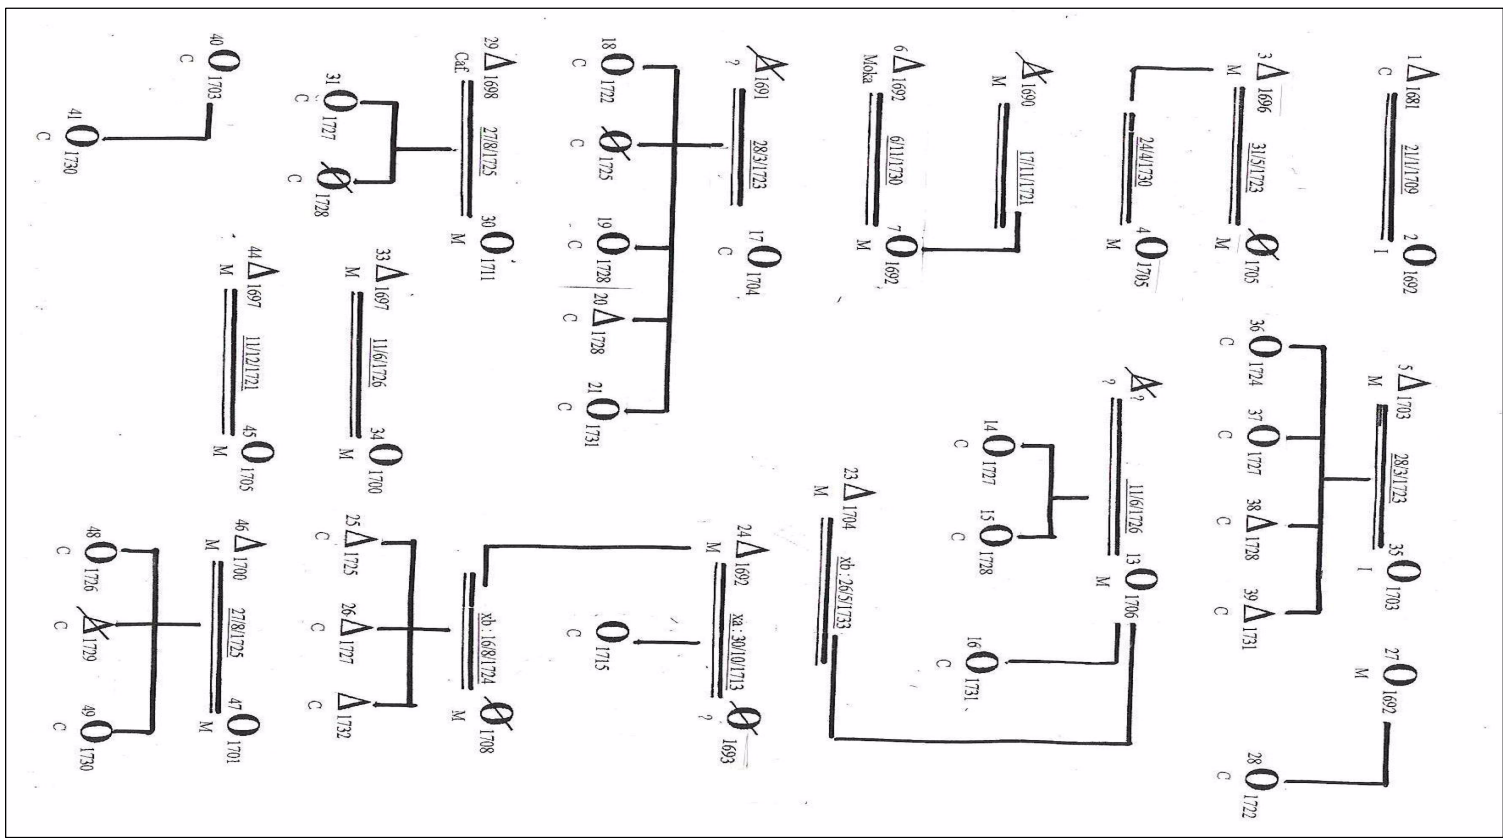 1 1681
C
21/1/1709
2 1692
I
3 1696
M
31/5/1723
1705
M
24/4/1730
4 1705
M
5 1703
M
28/3/1723
35 1703
I
36 1724
C
37 1727
C
38 1728
C
39 1731
C
27 1692
M
28 1722
C
1690
M
17/11/1721
6 1692
Moka
6/11/1730
7 1692
M
?
?
11/6/1726
13 1706
M
14 1727
C
15 1728
C
16 1731
C
23 1704
M
xb : 26/5/1733
1691
?
28/3/1723
17 1704
C
18 1722
C
1725
C
19 1728
C
20 1728
C
21 1731
C
24 1692
M
xa : 30/10/1713
1693
?
1715
C
xb : 16/8/1724
1708
M
25 1725
C
26 1727
C
1732
C
29 1698
Caf.
27/8/1725
30 1711
M
31 1727
C
1728
C
33 1697
M
11/6/1726
34 1700
M
40 1703
C
41 1730
C
44 1697
M
11/12/1721
45 1705
M
46 1700
M
27/8/1725
47 1701
M
48 1726
C
1729
C
49 1730
C